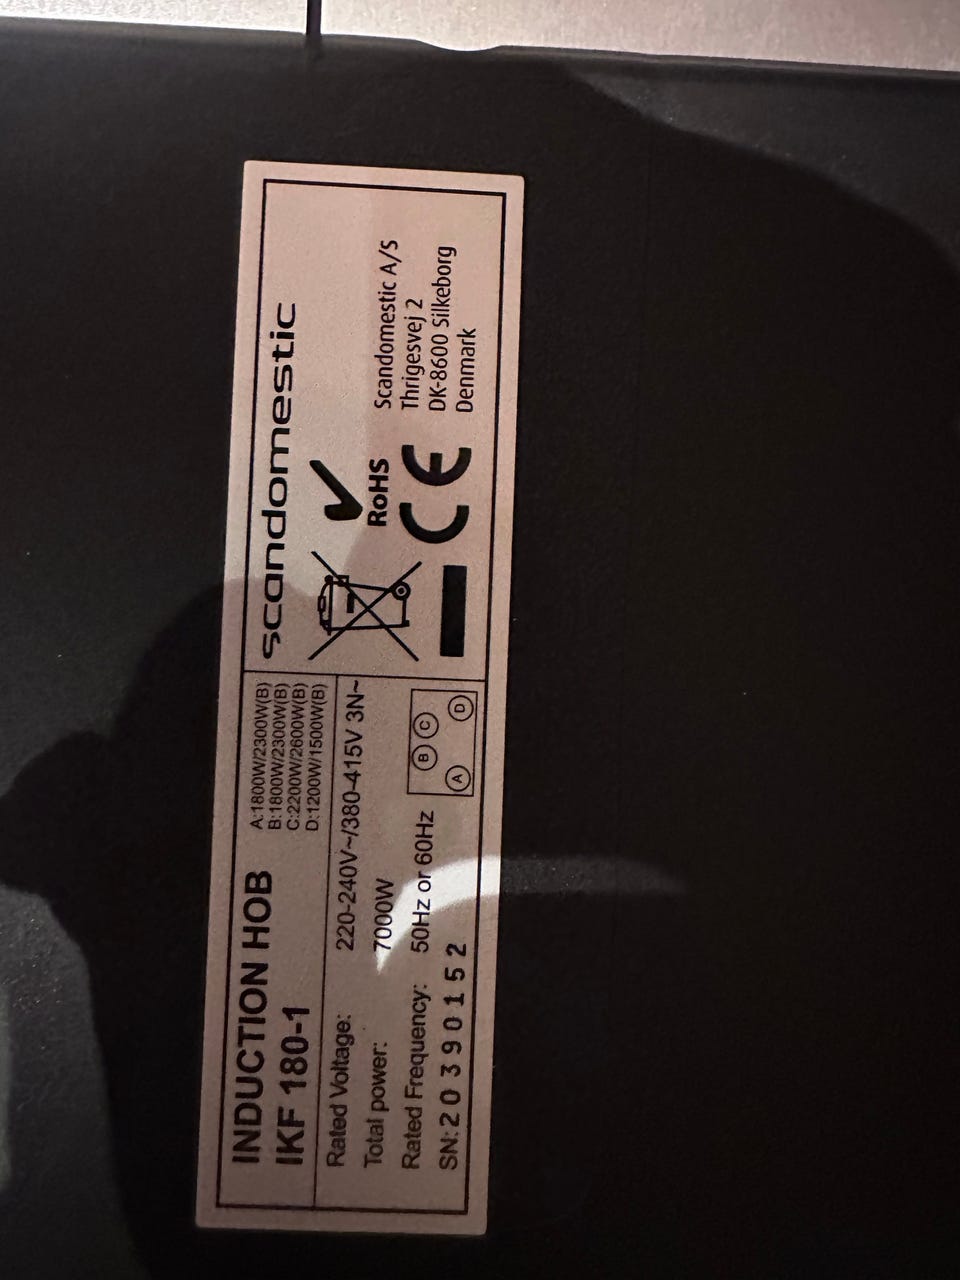 INDUCTION HOB
IKF 180-1
A:1800W/2300W(B)
B:1800W/2300W(B)
C:2200W/2600W(B)
D:1200W/1500W(B)
Rated Voltage: 220-240V~/380-415V 3N~
Total power: 7000W
Rated Frequency: 50Hz or 60Hz
SN:20390152
B C
A D
scandomestic
RoHS
CE
Scandomestic A/S
Thrigesvej 2
DK-8600 Silkeborg
Denmark